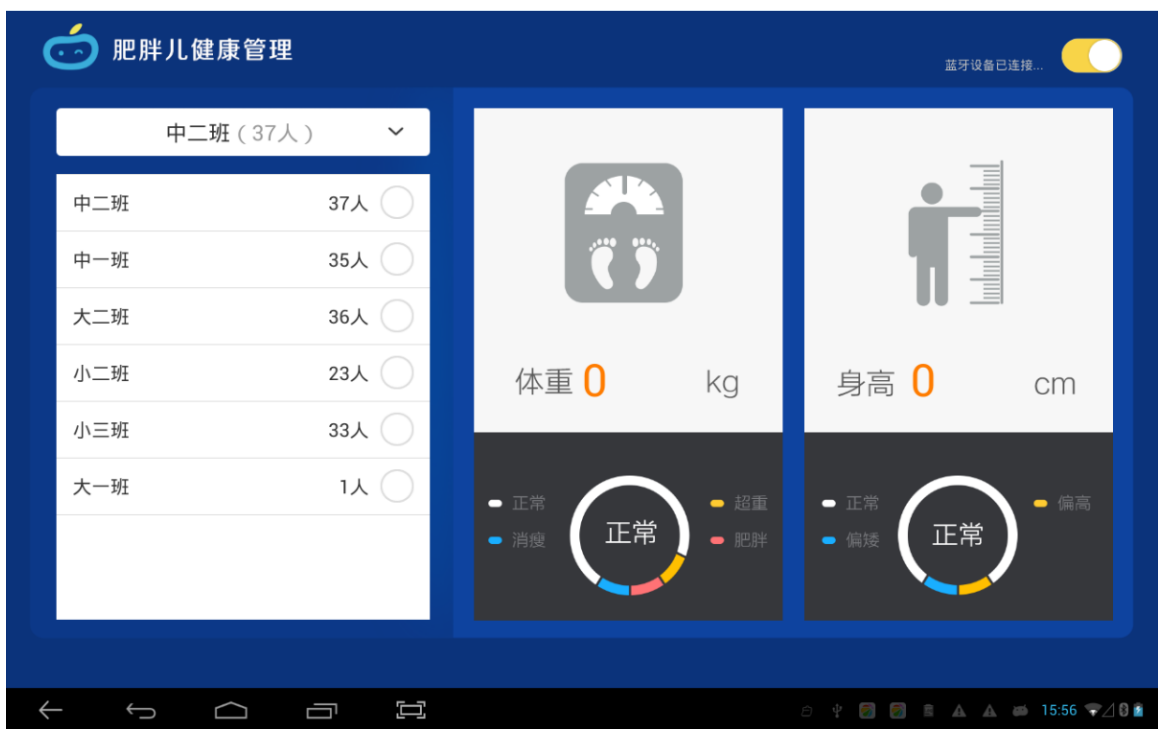 肥胖儿健康管理
蓝牙设备已连接...
中二班(37人)
中二班 37人
中一班 35人
大二班 36人
小二班 23人
小三班 33人
大一班 1人
体重 0 kg
身高 0 cm
正常 超重
消瘦 正常 肥胖
正常 偏高
偏矮 正常
15:56